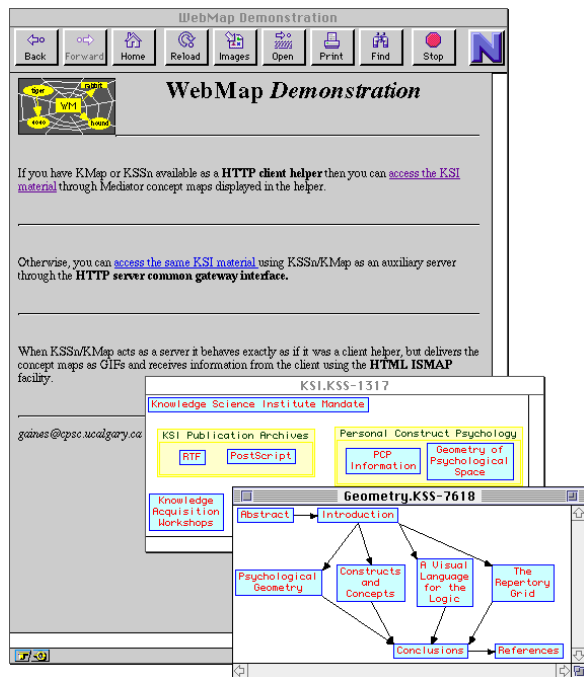 WebMap Demonstration
Back Forward Home Reload Images Open Print Find Stop N
tiger rabbit
WM
hound
WebMap Demonstration
If you have KMap or KSSn available as a HTTP client helper then you can access the KSI
material through Mediator concept maps displayed in the helper.
Otherwise, you can access the same KSI material using KSSn/KMap as an auxiliary server
through the HTTP server common gateway interface.
When KSSn/KMap acts as a server it behaves exactly as if it was a client helper, but delivers the
concept maps as GIFs and receives information from the client using the HTML ISMAP
facility.
gaines@cpsc.ucalgary.ca
KSI.KSS-1317
Knowledge Science Institute Mandate
KSI Publication Archives
RTF
PostScript
Personal Construct Psychology
PCP
Information
Geometry of
Psychological
Space
Knowledge
Acquisition
Workshops
Geometry.KSS-7618
Abstract
Introduction
Psychological
Geometry
Constructs
and
Concepts
A Visual
Language
for the
Logic
The
Repertory
Grid
Conclusions
References